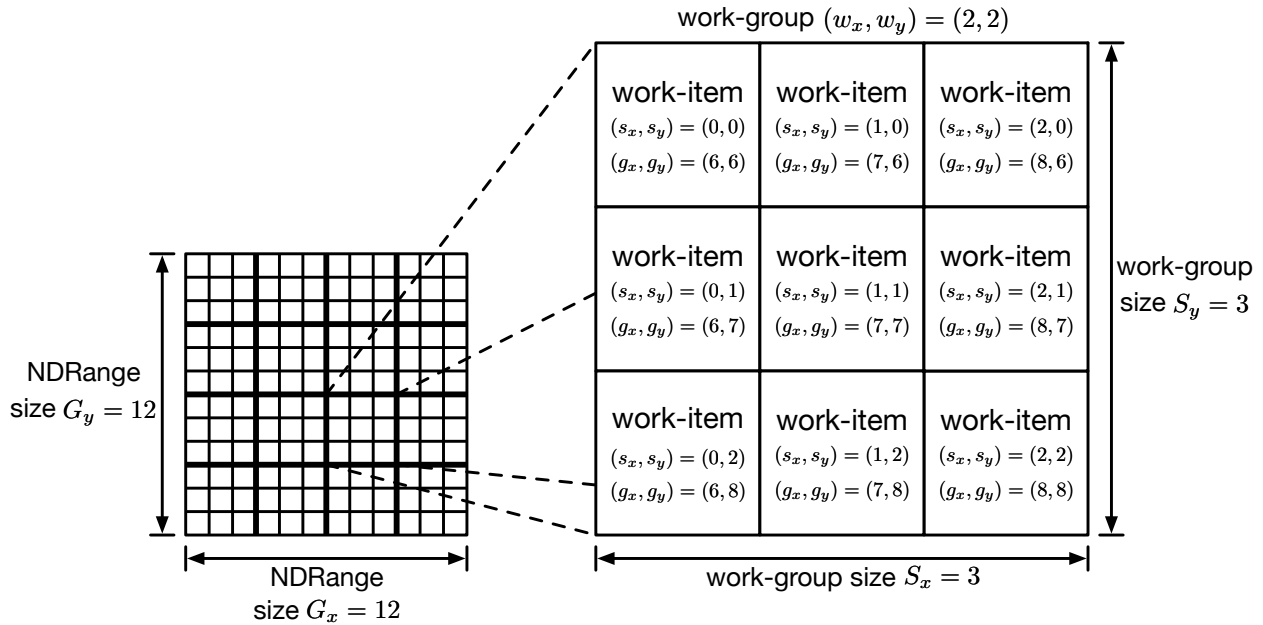 work-group (w_x, w_y) = (2, 2)
work-item
(s_x, s_y) = (0, 0)
(g_x, g_y) = (6, 6)
work-item
(s_x, s_y) = (1, 0)
(g_x, g_y) = (7, 6)
work-item
(s_x, s_y) = (2, 0)
(g_x, g_y) = (8, 6)
work-item
(s_x, s_y) = (0, 1)
(g_x, g_y) = (6, 7)
work-item
(s_x, s_y) = (1, 1)
(g_x, g_y) = (7, 7)
work-item
(s_x, s_y) = (2, 1)
(g_x, g_y) = (8, 7)
work-group
size S_y = 3
NDRange
size G_y = 12
work-item
(s_x, s_y) = (0, 2)
(g_x, g_y) = (6, 8)
work-item
(s_x, s_y) = (1, 2)
(g_x, g_y) = (7, 8)
work-item
(s_x, s_y) = (2, 2)
(g_x, g_y) = (8, 8)
NDRange
size G_x = 12
work-group size S_x = 3